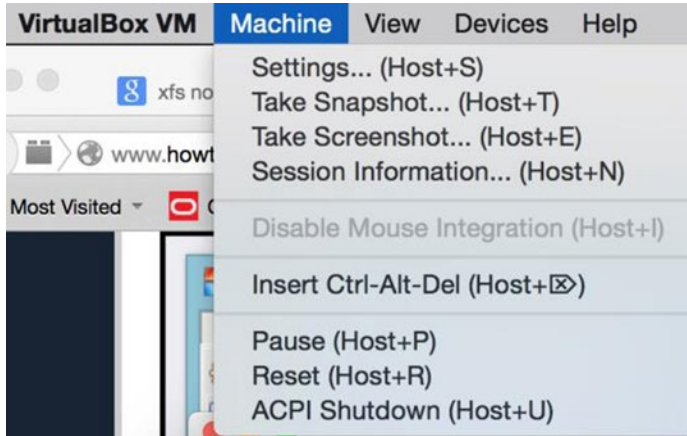 VirtualBox VM Machine View Devices Help
Settings... (Host+S)
xfs no
Take Snapshot... (Host+T)
Take Screenshot... (Host+E)
www.howt
Session Information... (Host+N)
Most Visited
Disable Mouse Integration (Host+I)
Insert Ctrl-Alt-Del (Host+⌦)
Pause (Host+P)
Reset (Host+R)
ACPI Shutdown (Host+U)